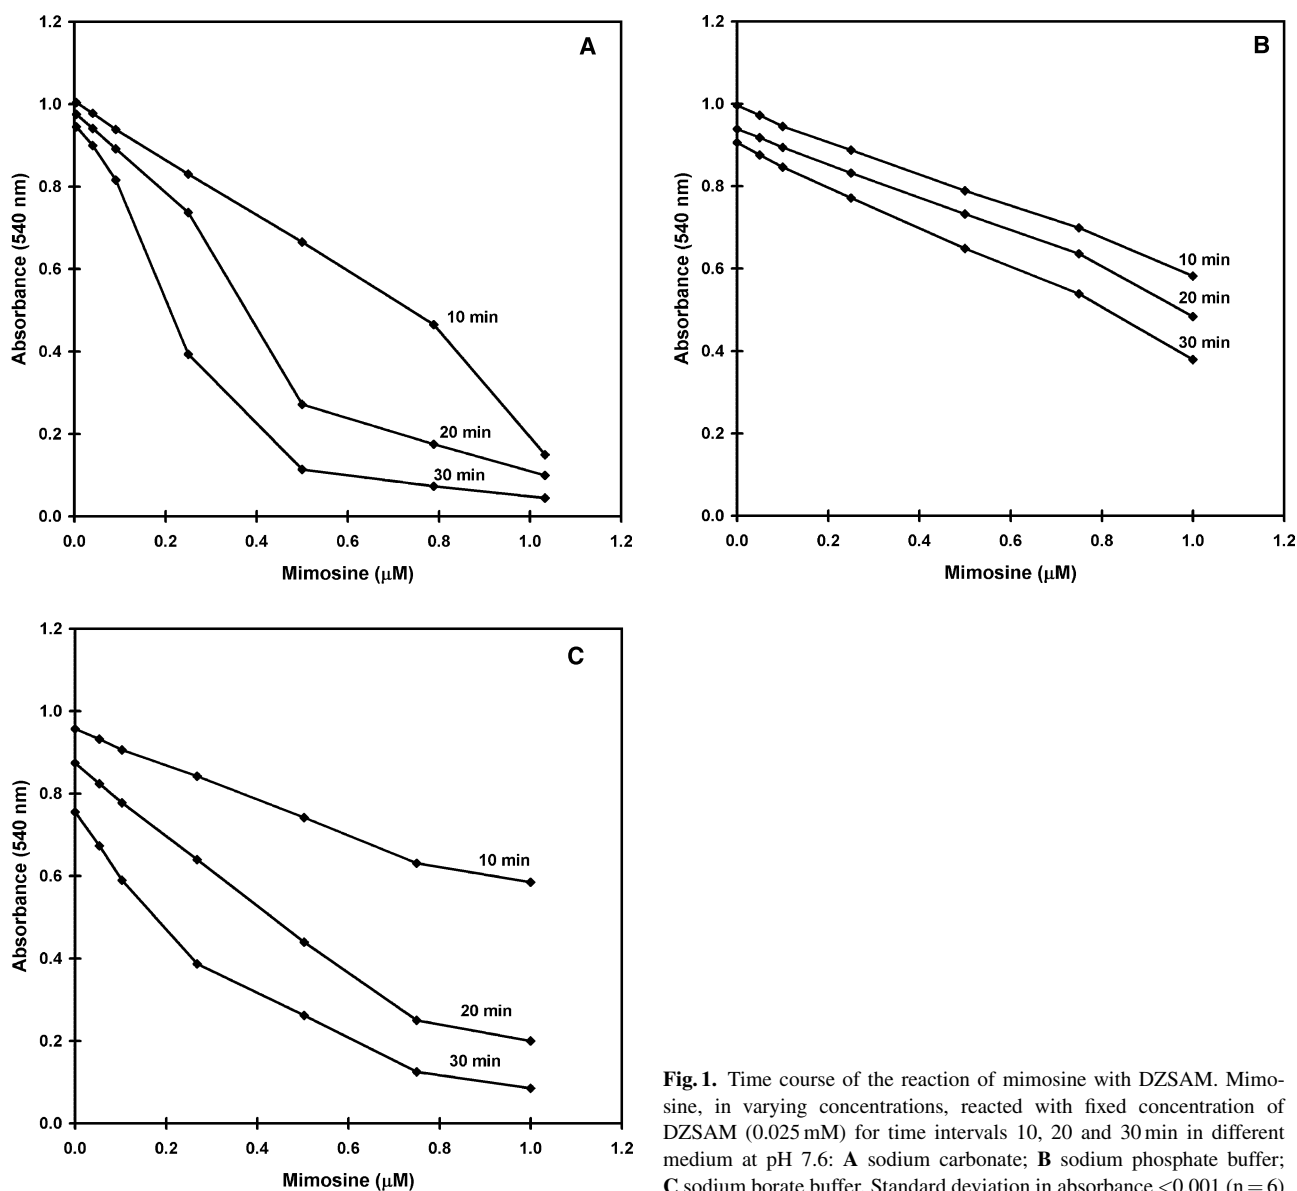 A
1.2
1.0
0.8
0.6
0.4
0.2
0.0
Absorbance (540 nm)
10 min
20 min
30 min
0.0 0.2 0.4 0.6 0.8 1.0 1.2
Mimosine (μM)
B
1.2
1.0
0.8
0.6
0.4
0.2
0.0
Absorbance (540 nm)
10 min
20 min
30 min
0.0 0.2 0.4 0.6 0.8 1.0 1.2
Mimosine (μM)
C
1.2
1.0
0.8
0.6
0.4
0.2
0.0
Absorbance (540 nm)
10 min
20 min
30 min
0.0 0.2 0.4 0.6 0.8 1.0 1.2
Mimosine (μM)
Fig. 1. Time course of the reaction of mimosine with DZSAM. Mimo-
sine, in varying concentrations, reacted with fixed concentration of
DZSAM (0.025 mM) for time intervals 10, 20 and 30 min in different
medium at pH 7.6: A sodium carbonate; B sodium phosphate buffer;
C sodium borate buffer. Standard deviation in absorbance <0.001 (n = 6)